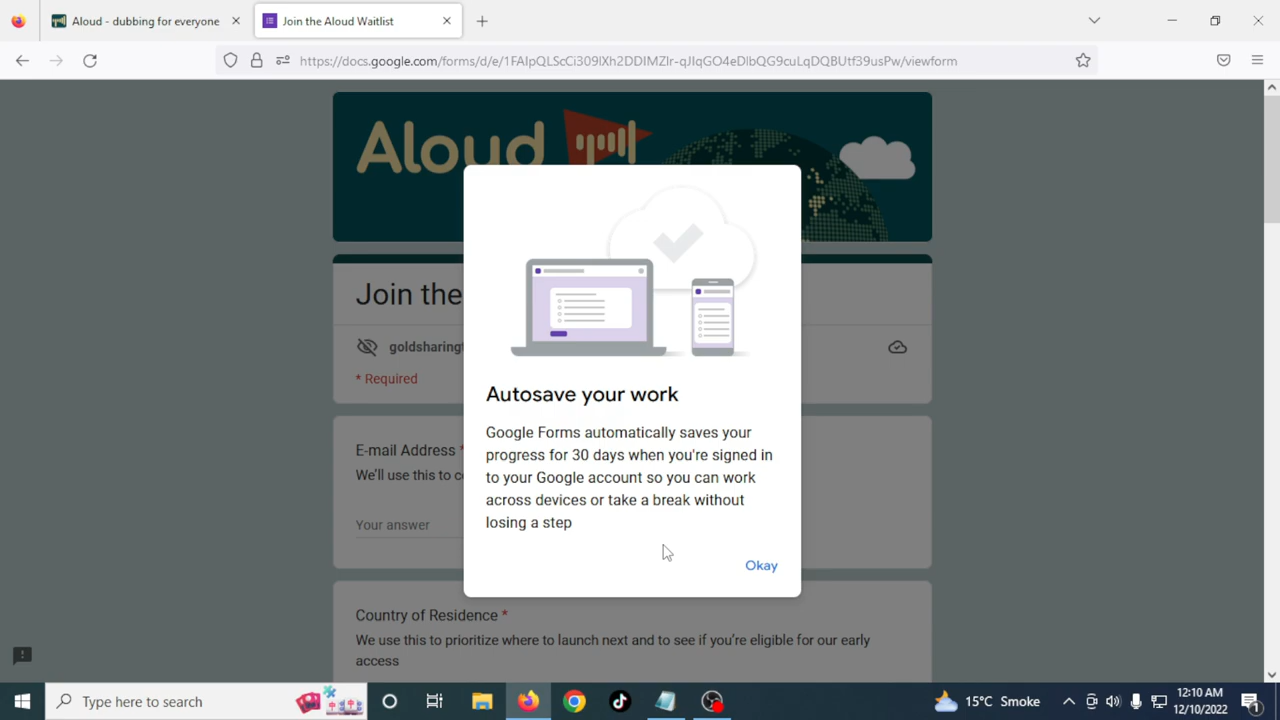 Aloud - dubbing for everyone
Join the Aloud Waitlist
https://docs.google.com/forms/d/e/1FAIpQLScCi309lXh2DDIMZlr-qJIqGO4eDlbQG9cuLqDQBUtf39usPw/viewform
Aloud
Join the
goldsharing
* Required
E-mail Address *
We'll use this to c
Your answer
Autosave your work
Google Forms automatically saves your
progress for 30 days when you're signed in
to your Google account so you can work
across devices or take a break without
losing a step
Okay
Country of Residence *
We use this to prioritize where to launch next and to see if you're eligible for our early
access
Type here to search
15°C Smoke
12:10 AM
12/10/2022
1